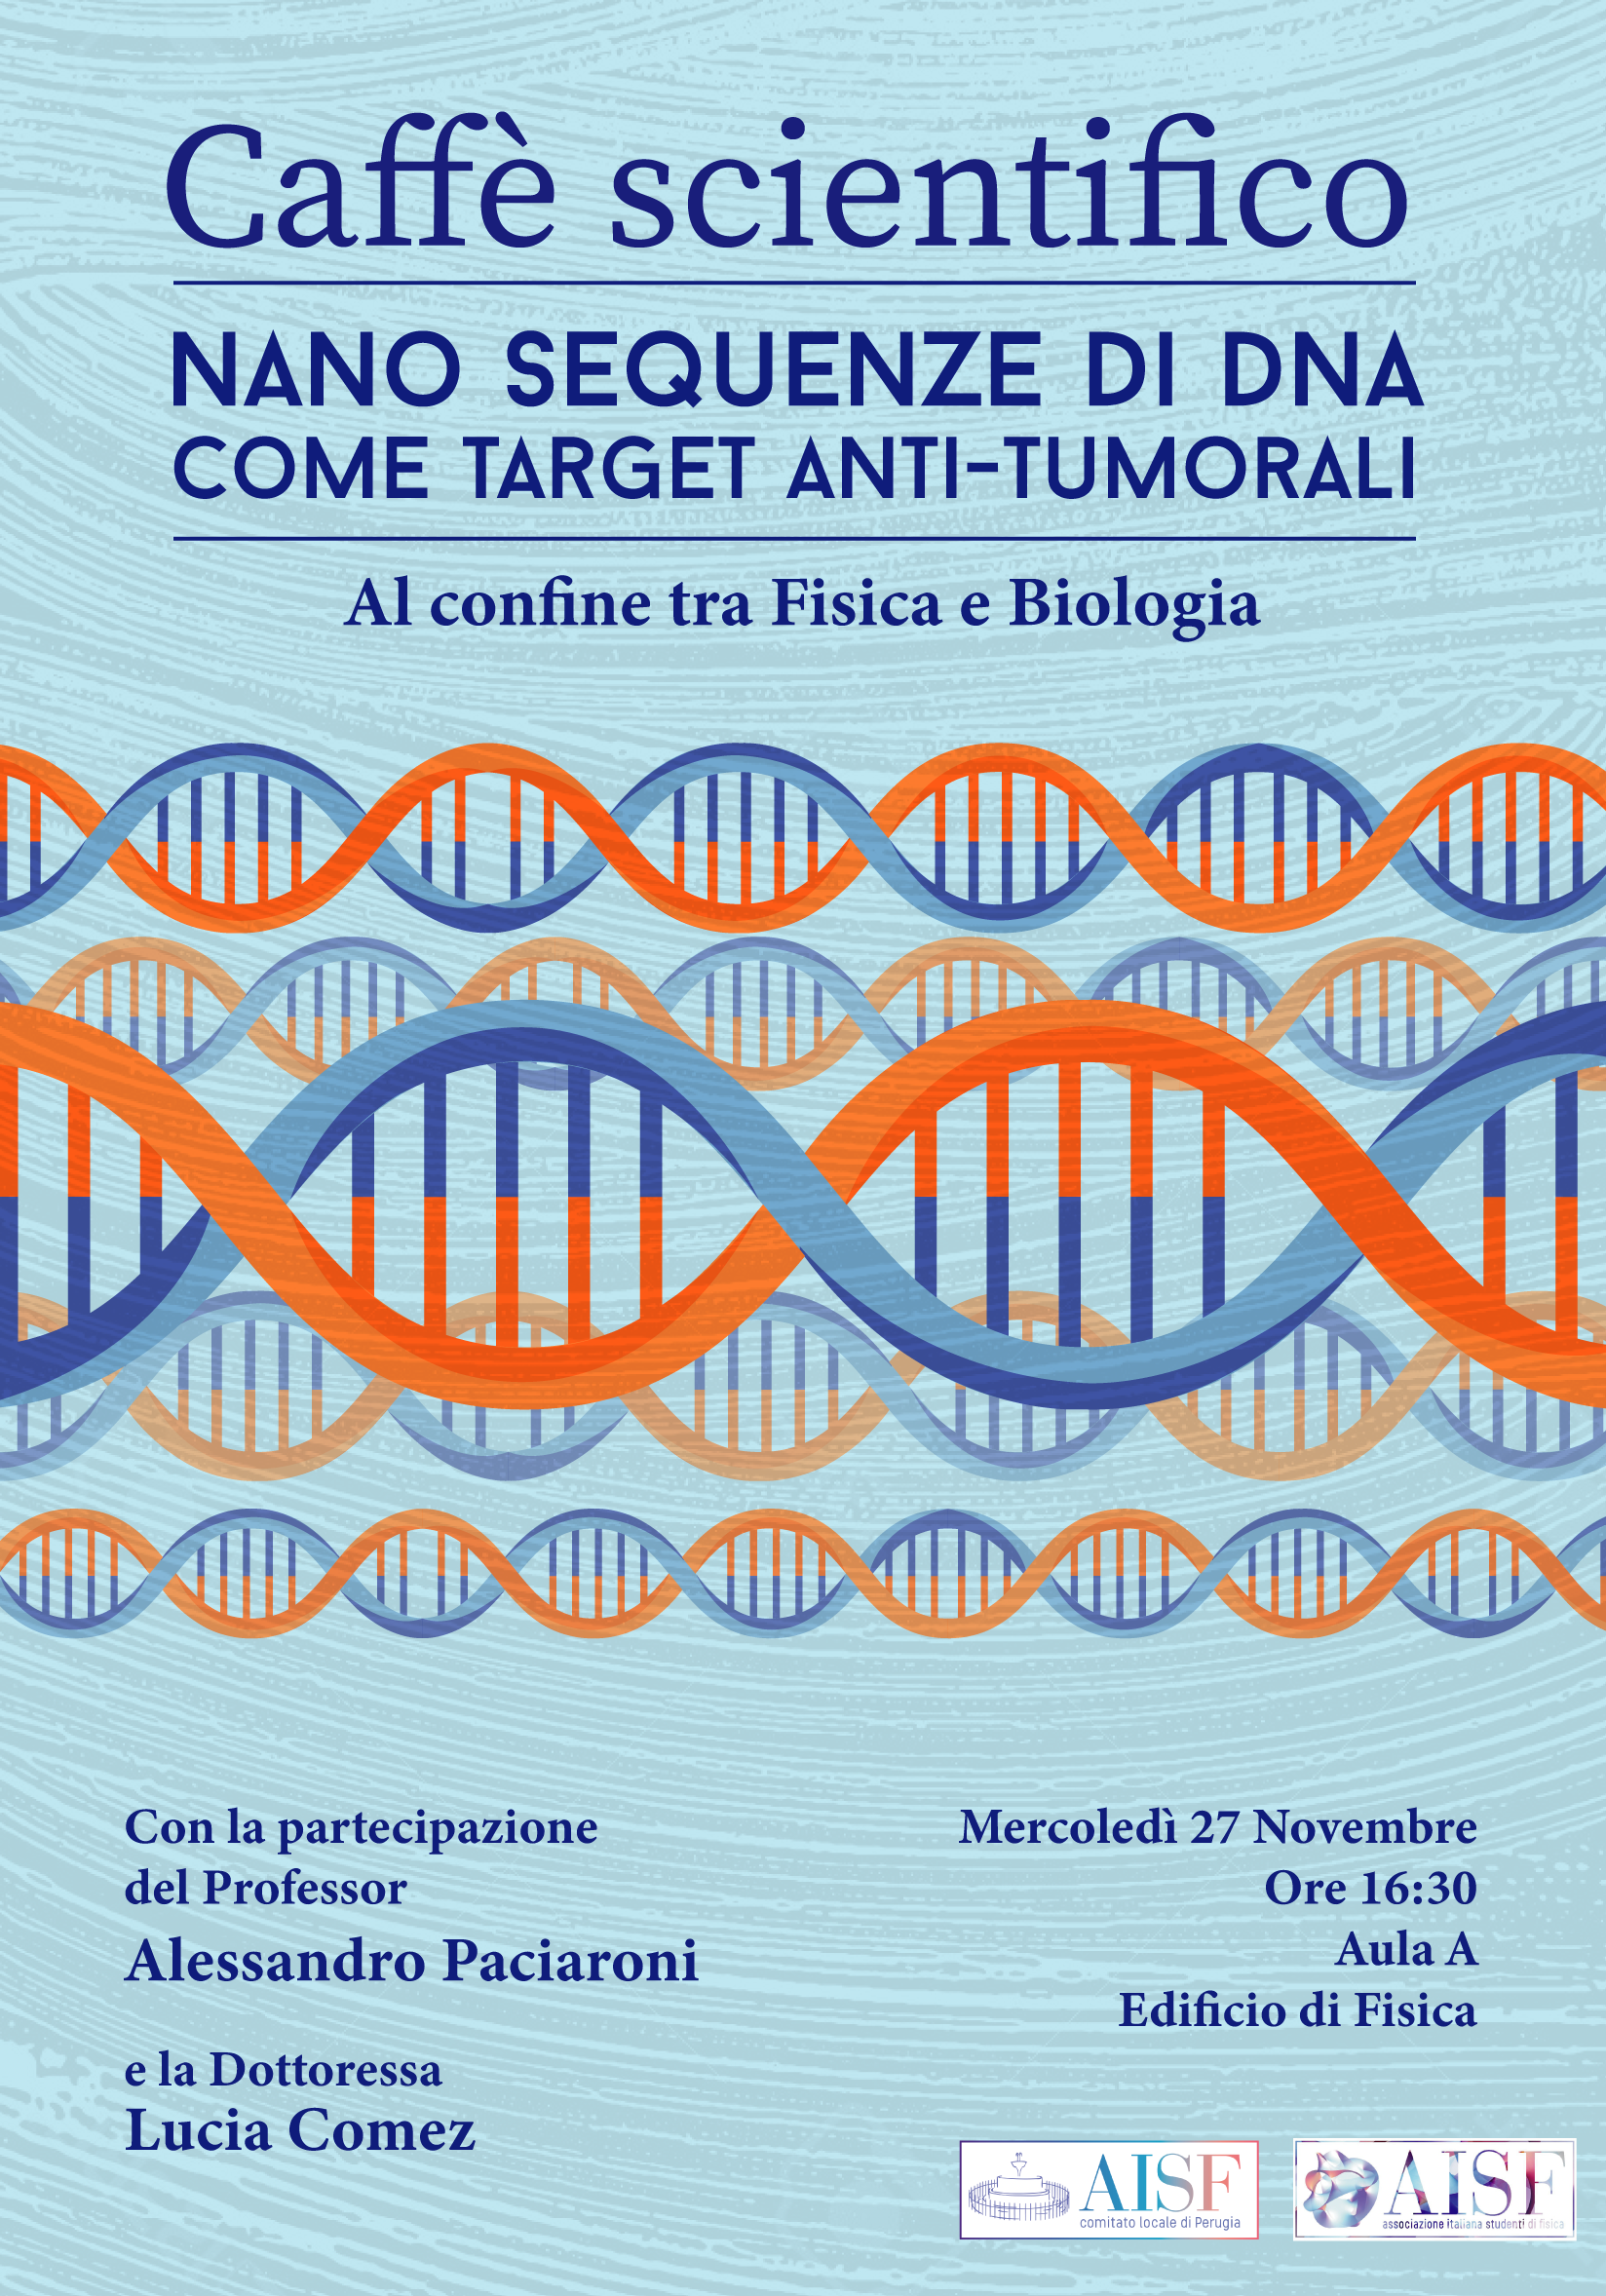 Caffè scientifico
NANO SEQUENZE DI DNA
COME TARGET ANTI-TUMORALI
Al confine tra Fisica e Biologia
Con la partecipazione
del Professor
Alessandro Paciaroni
e la Dottoressa
Lucia Comez
Mercoledì 27 Novembre
Ore 16:30
Aula A
Edificio di Fisica
AISF
comitato locale di Perugia
AISF
associazione italiana studenti di fisica